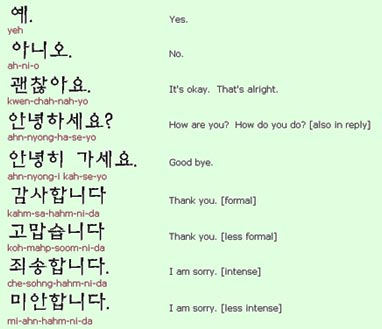 예.
Yes.
yeh
아니오.
No.
ah-ni-o
괜찮아요.
It's okay.  That's alright.
kwen-chah-nah-yo
안녕하세요?
How are you?  How do you do? [also in reply]
ahn-nyong-ha-se-yo
안녕히 가세요.
Good bye.
ahn-nyong-i kah-se-yo
감사합니다
Thank you. [formal]
kahm-sa-hahm-ni-da
고맙습니다
Thank you. [less formal]
koh-mahp-soom-ni-da
죄송합니다.
I am sorry. [intense]
che-sohng-hahm-ni-da
미안합니다.
I am sorry. [less intense]
mi-ahn-hahm-ni-da